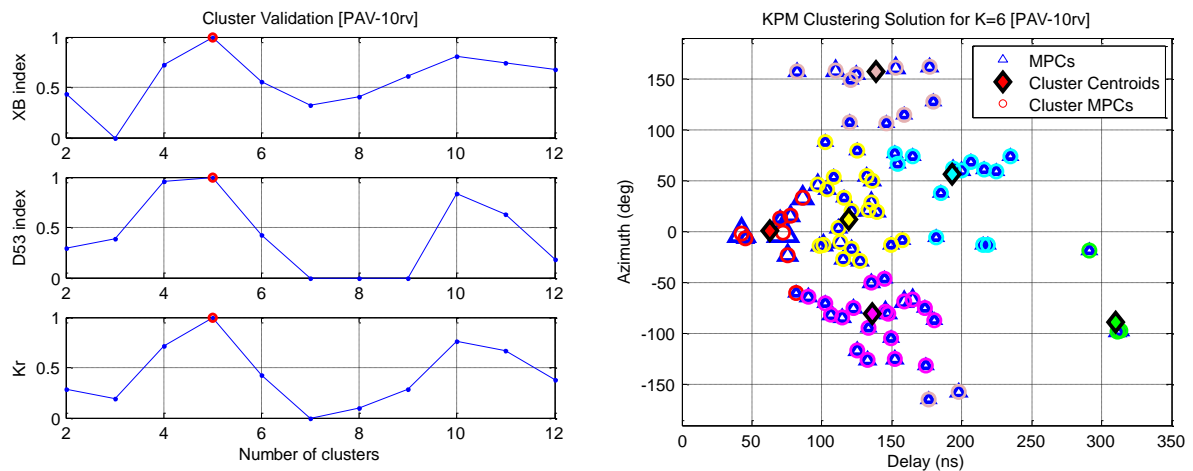 Cluster Validation [PAV-10rv]
1
0.5
0
XB index
2 4 6 8 10 12
1
0.5
0
D53 index
2 4 6 8 10 12
1
0.5
0
Kr
2 4 6 8 10 12
Number of clusters
KPM Clustering Solution for K=6 [PAV-10rv]
MPCs
Cluster Centroids
Cluster MPCs
150
100
50
0
-50
-100
-150
Azimuth (deg)
0 50 100 150 200 250 300 350
Delay (ns)